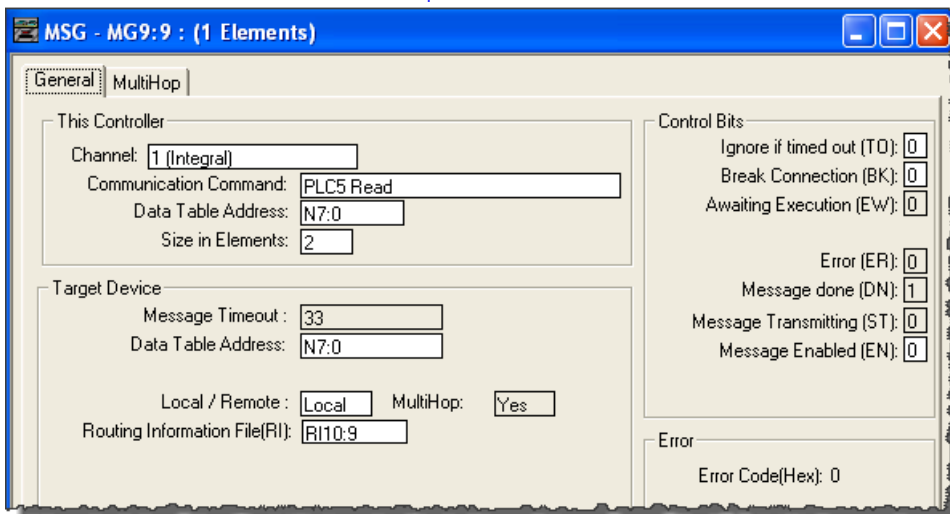 MSG - MG9:9 : (1 Elements)
General MultiHop
This Controller
Channel: 1 (Integral)
Communication Command: PLC5 Read
Data Table Address: N7:0
Size in Elements: 2
Target Device
Message Timeout : 33
Data Table Address: N7:0
Local / Remote : Local MultiHop: Yes
Routing Information File(RI): RI10:9
Control Bits
Ignore if timed out (TO): 0
Break Connection (BK): 0
Awaiting Execution (EW): 0
Error (ER): 0
Message done (DN): 1
Message Transmitting (ST): 0
Message Enabled (EN): 0
Error
Error Code(Hex): 0